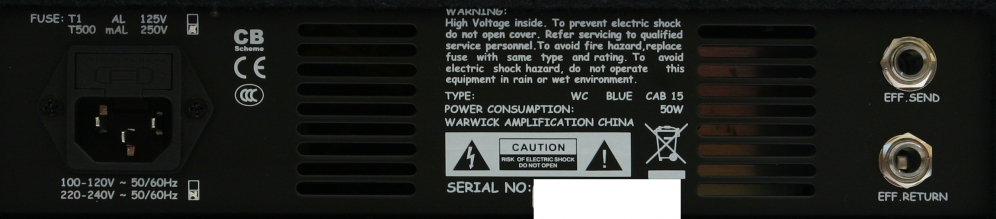 FUSE: T1 AL 125V
T500 mAL 250V
CB
Scheme
CE
CCC
100-120V ~ 50/60Hz
220-240V ~ 50/60Hz
WARNING:
High Voltage inside. To prevent electric shock
do not open cover. Refer servicing to qualified
service personnel.To avoid fire hazard,replace
fuse with same type and rating. To avoid
electric shock hazard, do not operate this
equipment in rain or wet environment.
TYPE: WC BLUE CAB 15
POWER CONSUMPTION: 50W
WARWICK AMPLIFICATION CHINA
CAUTION
RISK OF ELECTRIC SHOCK
DO NOT OPEN
SERIAL NO:
EFF.SEND
EFF.RETURN